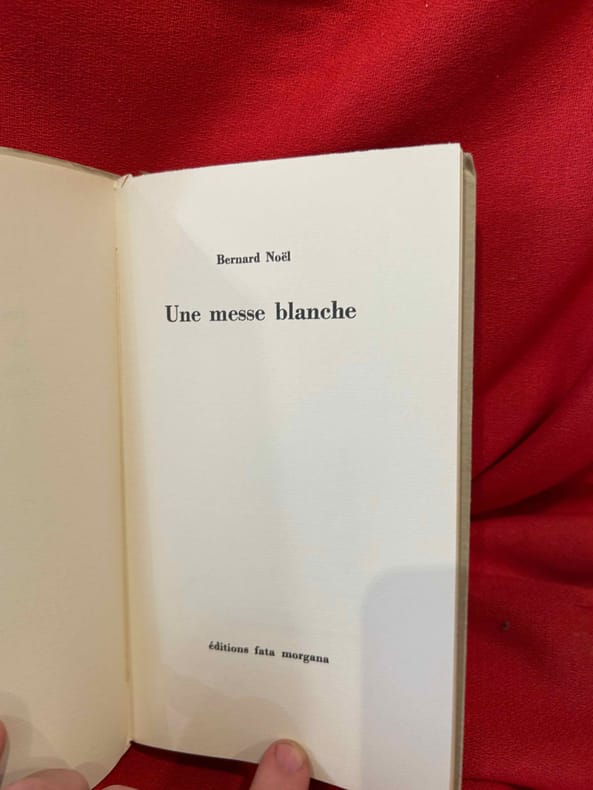 Bernard Noël
Une messe blanche
éditions fata morgana